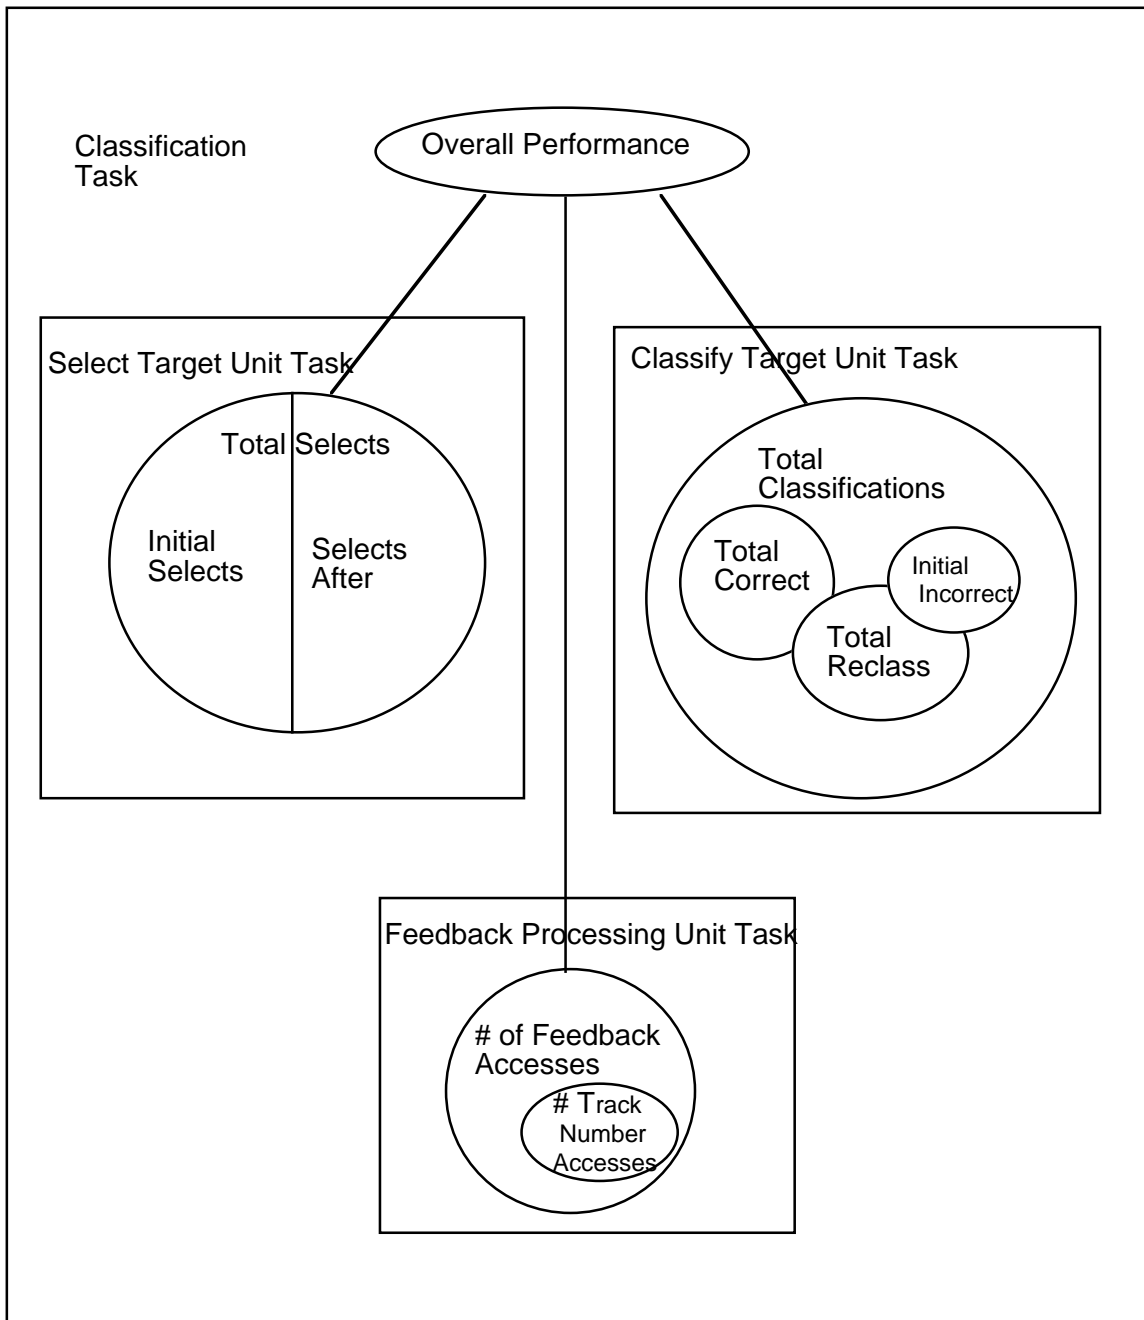 Classification
Task
Overall Performance
Select Target Unit Task
Total Selects
Initial
Selects
Selects
After
Classify Target Unit Task
Total
Classifications
Total
Correct
Initial
Incorrect
Total
Reclass
Feedback Processing Unit Task
# of Feedback
Accesses
# Track
Number
Accesses